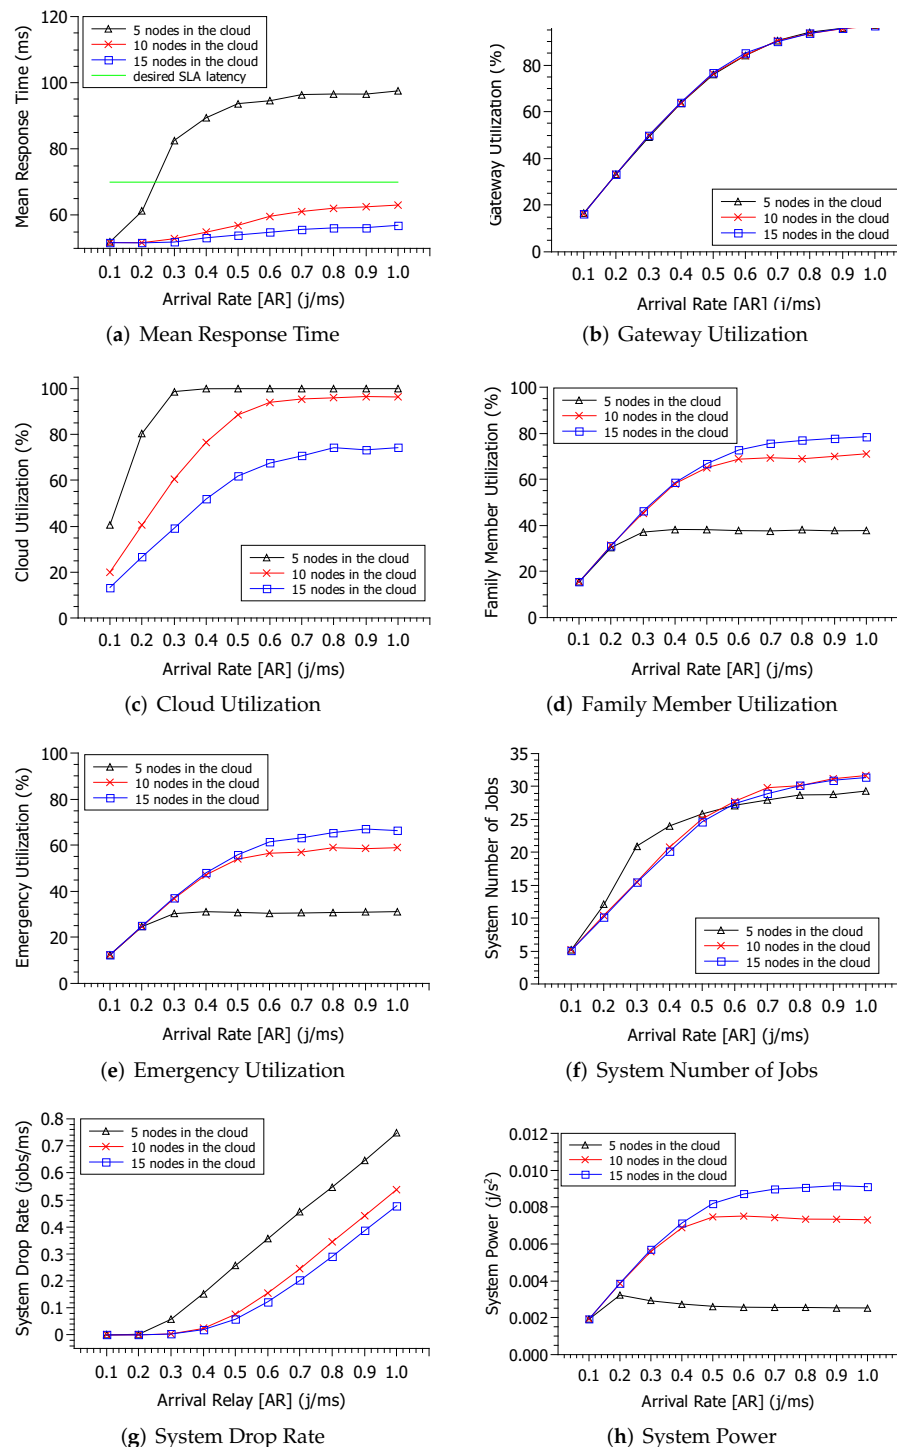 120
100
80
60
Mean Response Time (ms)
5 nodes in the cloud
10 nodes in the cloud
15 nodes in the cloud
desired SLA latency
0.1 0.2 0.3 0.4 0.5 0.6 0.7 0.8 0.9 1.0
Arrival Rate [AR] (j/ms)
(a) Mean Response Time
80
60
40
20
0
Gateway Utilization (%)
5 nodes in the cloud
10 nodes in the cloud
15 nodes in the cloud
0.1 0.2 0.3 0.4 0.5 0.6 0.7 0.8 0.9 1.0
Arrival Rate [AR] (j/ms)
(b) Gateway Utilization
100
80
60
40
20
0
Cloud Utilization (%)
5 nodes in the cloud
10 nodes in the cloud
15 nodes in the cloud
0.1 0.2 0.3 0.4 0.5 0.6 0.7 0.8 0.9 1.0
Arrival Rate [AR] (j/ms)
(c) Cloud Utilization
100
80
60
40
20
0
Family Member Utilization (%)
5 nodes in the cloud
10 nodes in the cloud
15 nodes in the cloud
0.1 0.2 0.3 0.4 0.5 0.6 0.7 0.8 0.9 1.0
Arrival Rate [AR] (j/ms)
(d) Family Member Utilization
100
80
60
40
20
0
Emergency Utilization (%)
5 nodes in the cloud
10 nodes in the cloud
15 nodes in the cloud
0.1 0.2 0.3 0.4 0.5 0.6 0.7 0.8 0.9 1.0
Arrival Rate [AR] (j/ms)
(e) Emergency Utilization
35
30
25
20
15
10
5
0
System Number of Jobs
5 nodes in the cloud
10 nodes in the cloud
15 nodes in the cloud
0.1 0.2 0.3 0.4 0.5 0.6 0.7 0.8 0.9 1.0
Arrival Rate [AR] (j/ms)
(f) System Number of Jobs
0.8
0.7
0.6
0.5
0.4
0.3
0.2
0.1
0
System Drop Rate (jobs/ms)
5 nodes in the cloud
10 nodes in the cloud
15 nodes in the cloud
0.1 0.2 0.3 0.4 0.5 0.6 0.7 0.8 0.9 1.0
Arrival Relay [AR] (j/ms)
(g) System Drop Rate
0.012
0.010
0.008
0.006
0.004
0.002
0.000
System Power (j/s²)
5 nodes in the cloud
10 nodes in the cloud
15 nodes in the cloud
0.1 0.2 0.3 0.4 0.5 0.6 0.7 0.8 0.9 1.0
Arrival Rate [AR] (j/ms)
(h) System Power